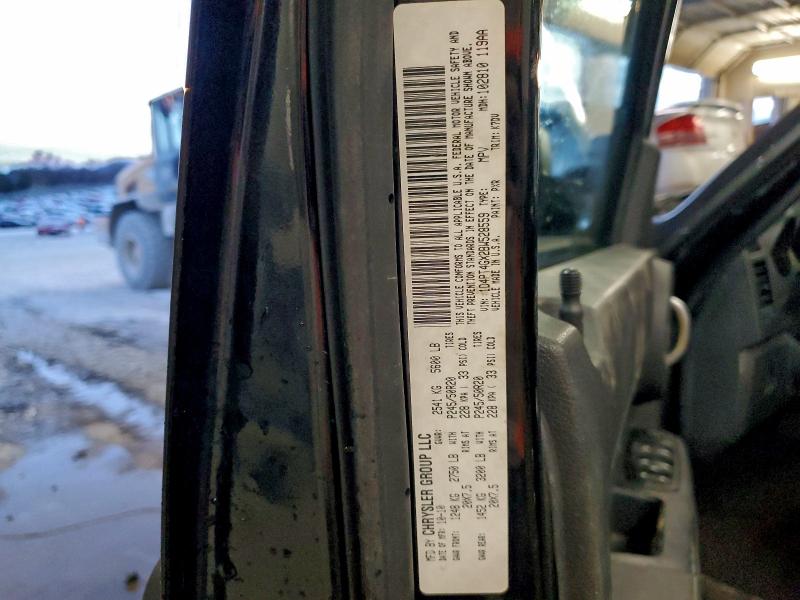 MFD BY CHRYSLER GROUP LLC
DATE OF MFR: 10-10 GVWR: 2541 KG 5600 LB
GAWR FRONT: 1248 KG 2750 LB WITH P245/50R20 TIRES
20X7.5 RIMS AT 228 KPA ( 33 PSI) COLD
GAWR REAR: 1452 KG 3200 LB WITH P245/50R20 TIRES
20X7.5 RIMS AT 228 KPA ( 33 PSI) COLD
THIS VEHICLE CONFORMS TO ALL APPLICABLE U.S.A. FEDERAL MOTOR VEHICLE SAFETY AND
THEFT PREVENTION STANDARDS IN EFFECT ON THE DATE OF MANUFACTURE SHOWN ABOVE.
VIN: 1D4PT4GX2BW528559 TYPE: MPV MDH: 102810 119AA
VEHICLE MADE IN U.S.A. PAINT: PXR TRIM: K7DV